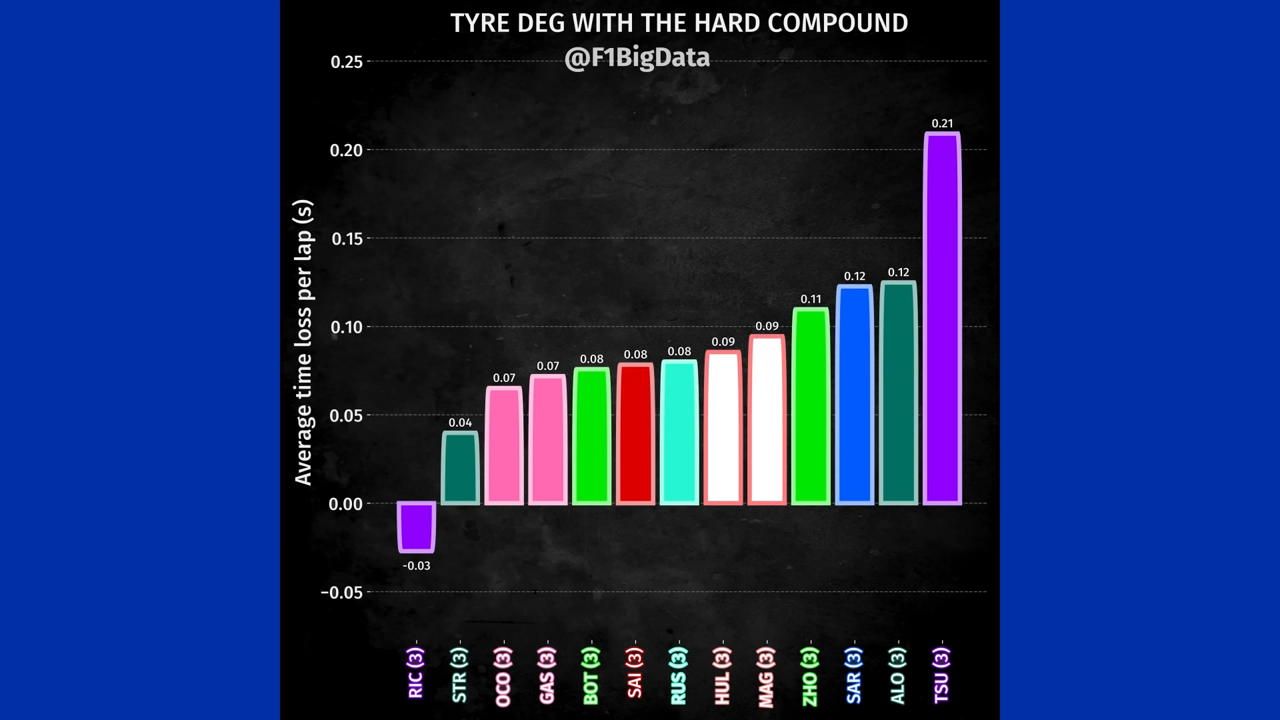 TYRE DEG WITH THE HARD COMPOUND
@F1BigData
Average time loss per lap (s)
0.25
0.20
0.15
0.10
0.05
0.00
−0.05
-0.03
0.04
0.07
0.07
0.08
0.08
0.08
0.09
0.09
0.11
0.12
0.12
0.21
RIC (3)
STR (3)
OCO (3)
GAS (3)
BOT (3)
SAI (3)
RUS (3)
HUL (3)
MAG (3)
ZHO (3)
SAR (3)
ALO (3)
TSU (3)